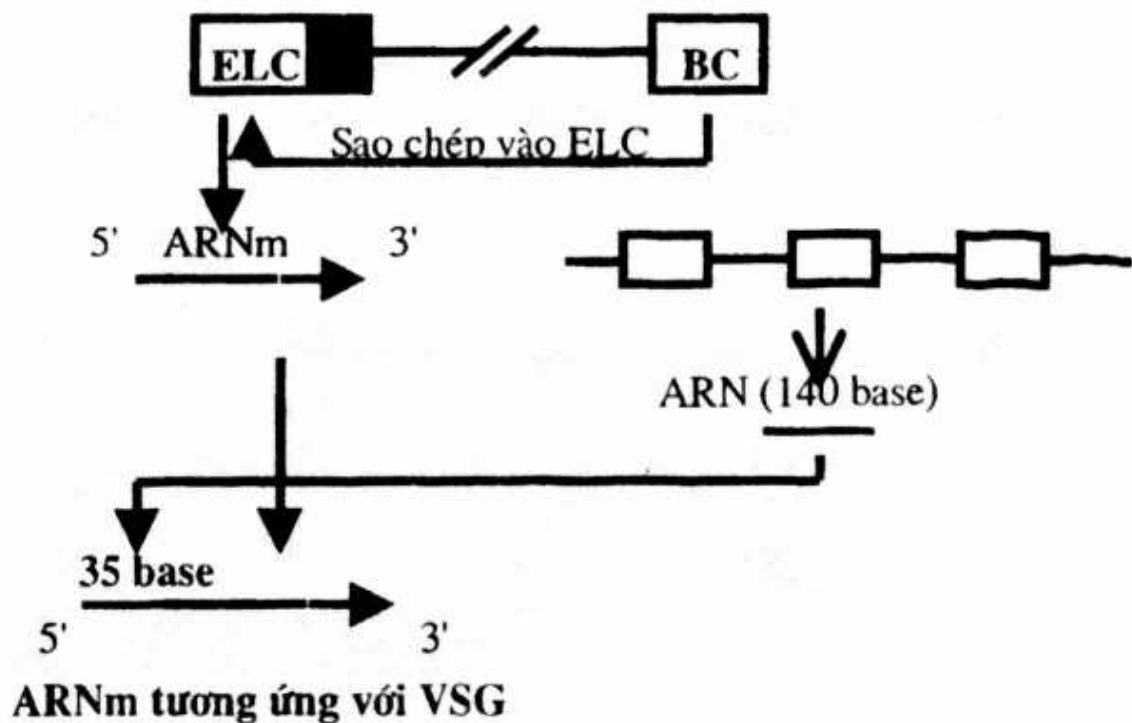 ELC
BC
Sao chép vào ELC
5' ARNm 3'
ARN (140 base)
35 base
5' 3'
ARNm tương ứng với VSG